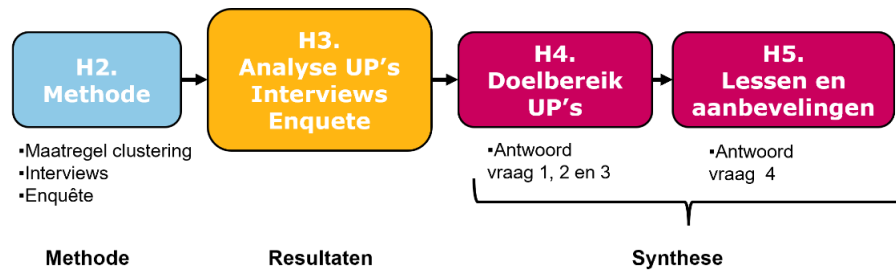 H2.
Methode
H3.
Analyse UP's
Interviews
Enquete
H4.
Doelbereik
UP's
H5.
Lessen en
aanbevelingen
▪Maatregel clustering
▪Interviews
▪Enquête
▪Antwoord
vraag 1, 2 en 3
▪Antwoord
vraag 4
Methode
Resultaten
Synthese